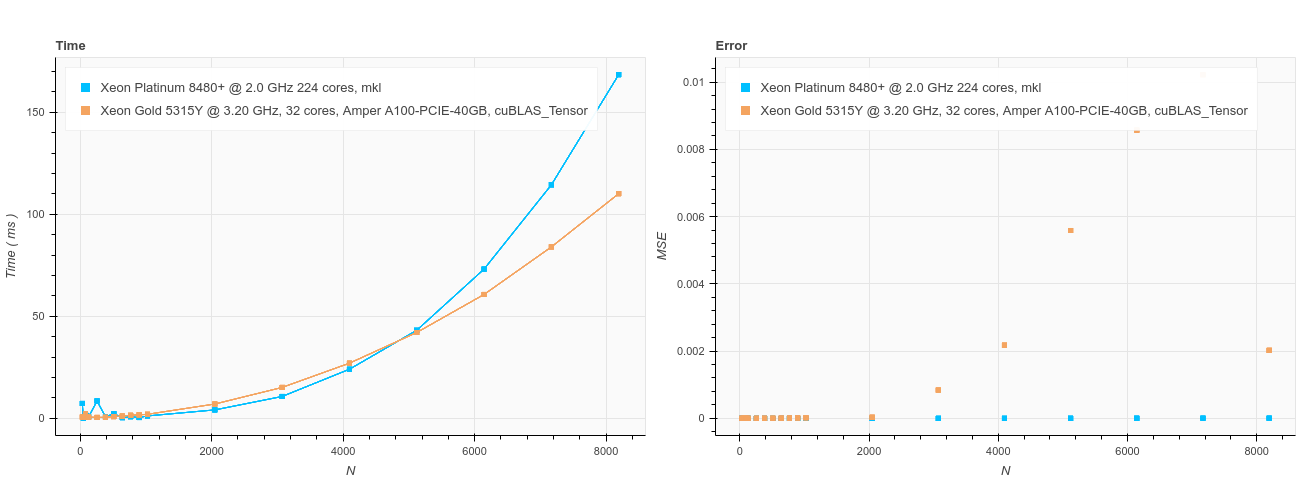 Time
Xeon Platinum 8480+ @ 2.0 GHz 224 cores, mkl
Xeon Gold 5315Y @ 3.20 GHz, 32 cores, Amper A100-PCIE-40GB, cuBLAS_Tensor
150
100
50
0
Time ( ms )
0
2000
4000
6000
8000
N
Error
Xeon Platinum 8480+ @ 2.0 GHz 224 cores, mkl
Xeon Gold 5315Y @ 3.20 GHz, 32 cores, Amper A100-PCIE-40GB, cuBLAS_Tensor
0.01
0.008
0.006
0.004
0.002
0
MSE
0
2000
4000
6000
8000
N